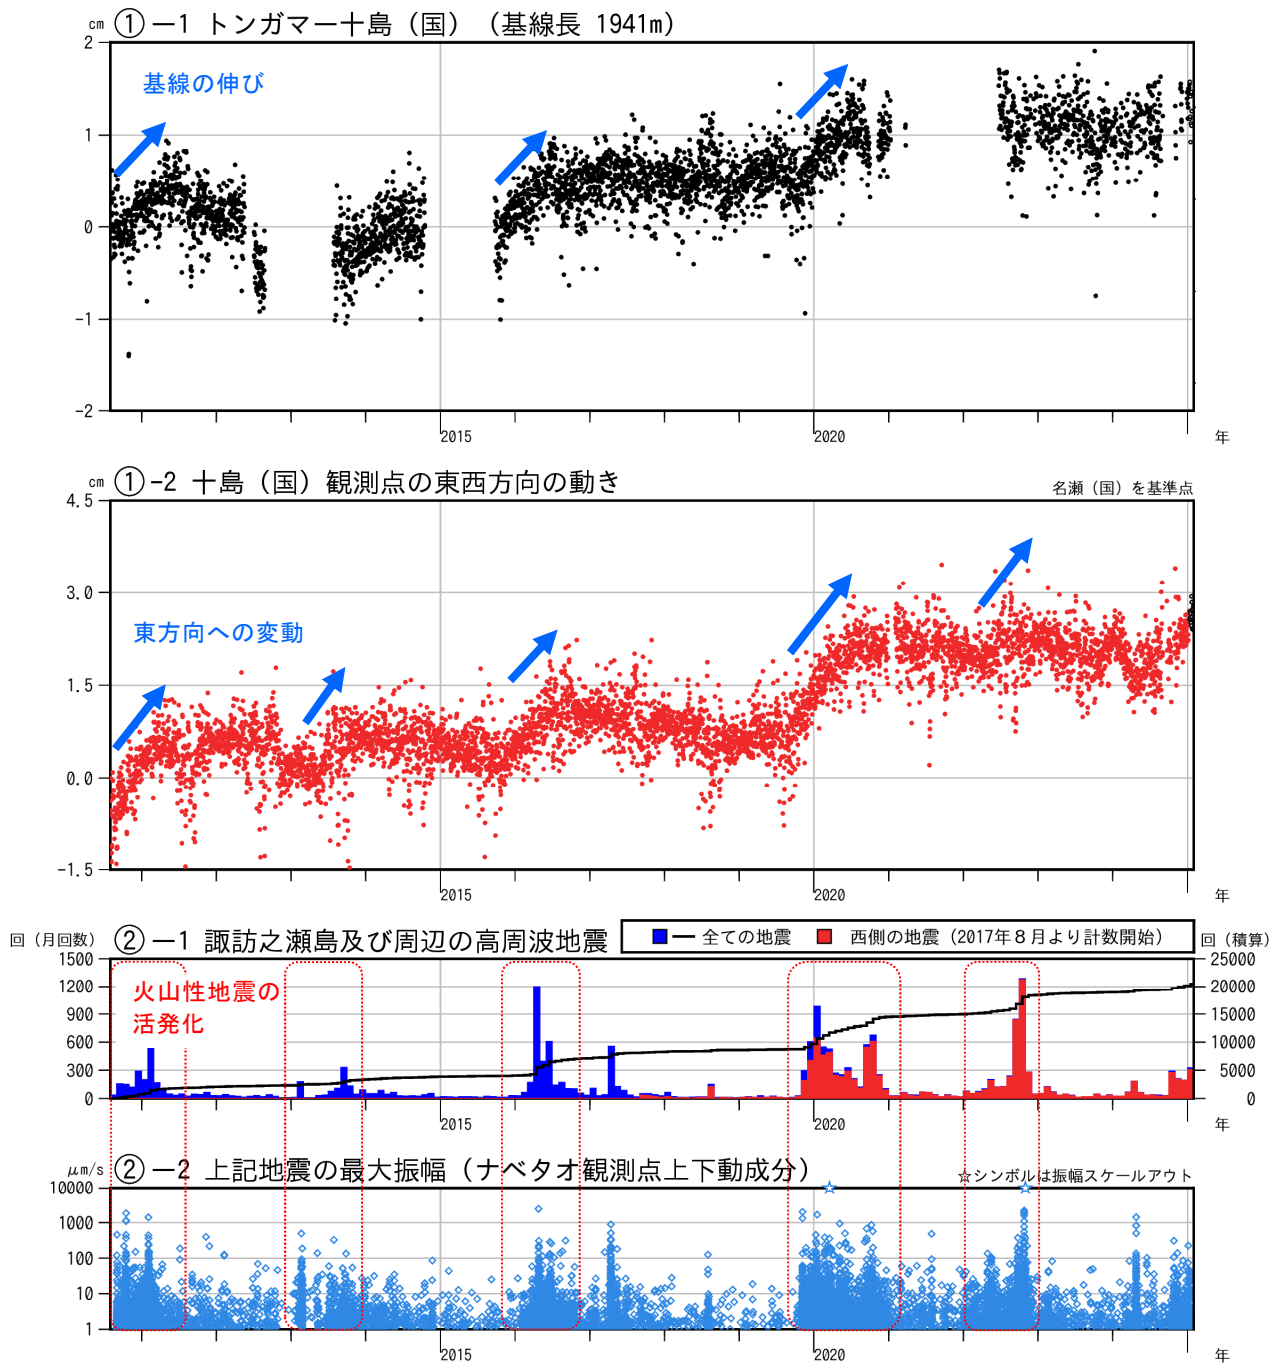 cm ①ー1 トンガマー十島（国）（基線長 1941m）
2
基線の伸び
1
0
-1
-2
2015 2020 年
cm ①-2 十島（国）観測点の東西方向の動き
名瀬（国）を基準点
4.5
3.0
東方向への変動
1.5
0.0
-1.5
2015 2020 年
回（月回数） ②ー1 諏訪之瀬島及び周辺の高周波地震
全ての地震 西側の地震（2017年８月より計数開始） 回（積算）
1500 25000
火山性地震の
活発化
1200 20000
900 15000
600 10000
300 5000
0 0
2015 2020 年
μm/s ②ー2 上記地震の最大振幅（ナベタオ観測点上下動成分）
☆シンボルは振幅スケールアウト
10000
1000
100
10
1
2015 2020 年